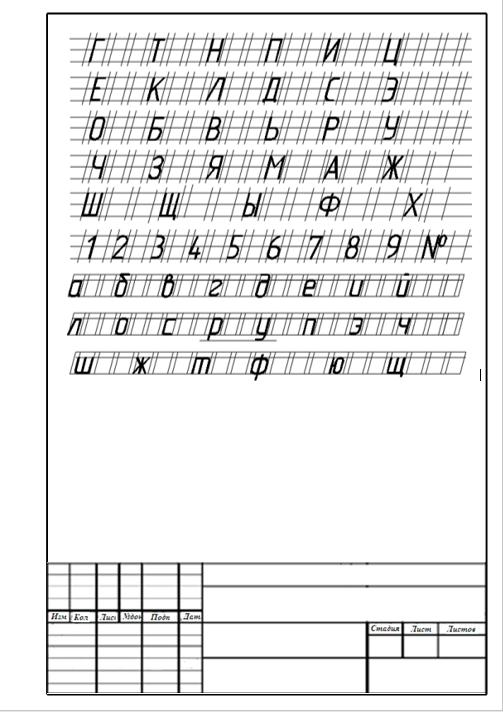 Г Т Н П И Ц
Е К Л Д С Э
О Б В Ь Р У
Ч З Я М А Ж
Ш Щ Ы Ф Х
1 2 3 4 5 6 7 8 9 №
а б в г д е и й
л о с р у п э ч
ш ж т ф ю щ
Изм Кол Лист №док Подп Дат
Стадия Лист Листов